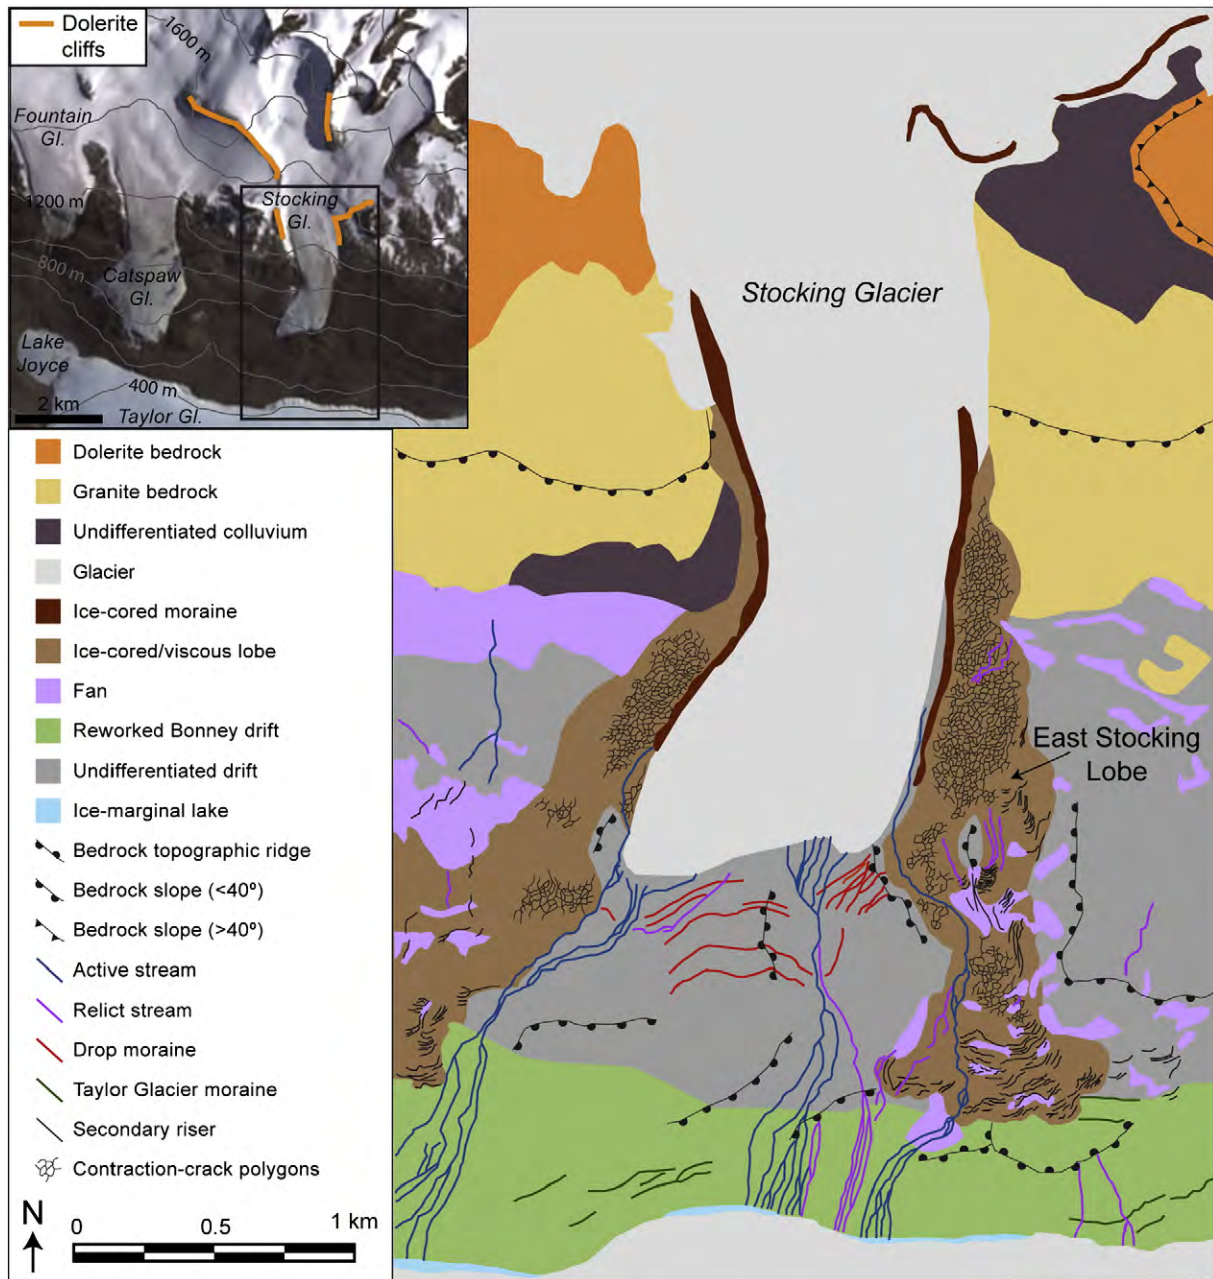 Dolerite
cliffs
1600 m
Fountain
Gl.
1200 m
Stocking
Gl.
800 m
Catspaw
Gl.
Lake
Joyce
400 m
2 km
Taylor Gl.
Stocking Glacier
East Stocking
Lobe
Dolerite bedrock
Granite bedrock
Undifferentiated colluvium
Glacier
Ice-cored moraine
Ice-cored/viscous lobe
Fan
Reworked Bonney drift
Undifferentiated drift
Ice-marginal lake
Bedrock topographic ridge
Bedrock slope (<40º)
Bedrock slope (>40º)
Active stream
Relict stream
Drop moraine
Taylor Glacier moraine
Secondary riser
Contraction-crack polygons
N
0 0.5 1 km